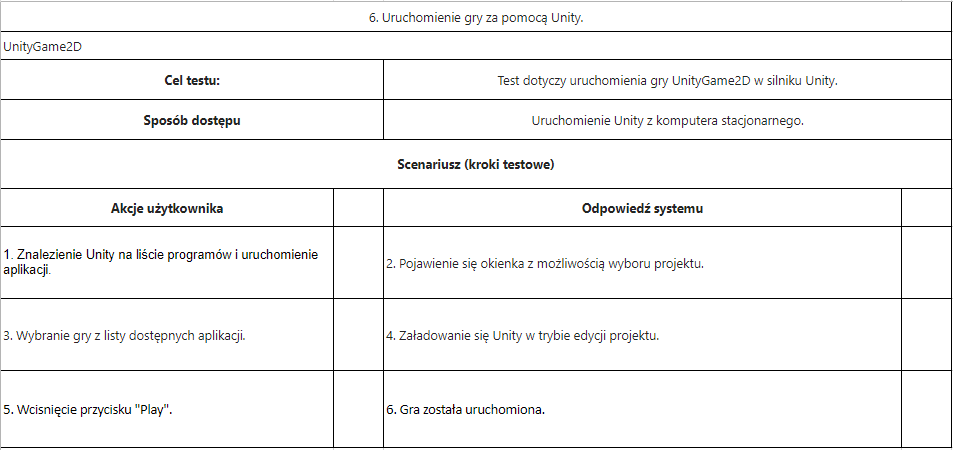 6. Uruchomienie gry za pomocą Unity.
UnityGame2D
Cel testu:
Test dotyczy uruchomienia gry UnityGame2D w silniku Unity.
Sposób dostępu
Uruchomienie Unity z komputera stacjonarnego.
Scenariusz (kroki testowe)
Akcje użytkownika
Odpowiedź systemu
1. Znalezienie Unity na liście programów i uruchomienie
aplikacji.
2. Pojawienie się okienka z możliwością wyboru projektu.
3. Wybranie gry z listy dostępnych aplikacji.
4. Załadowanie się Unity w trybie edycji projektu.
5. Wcisnięcie przycisku "Play".
6. Gra została uruchomiona.